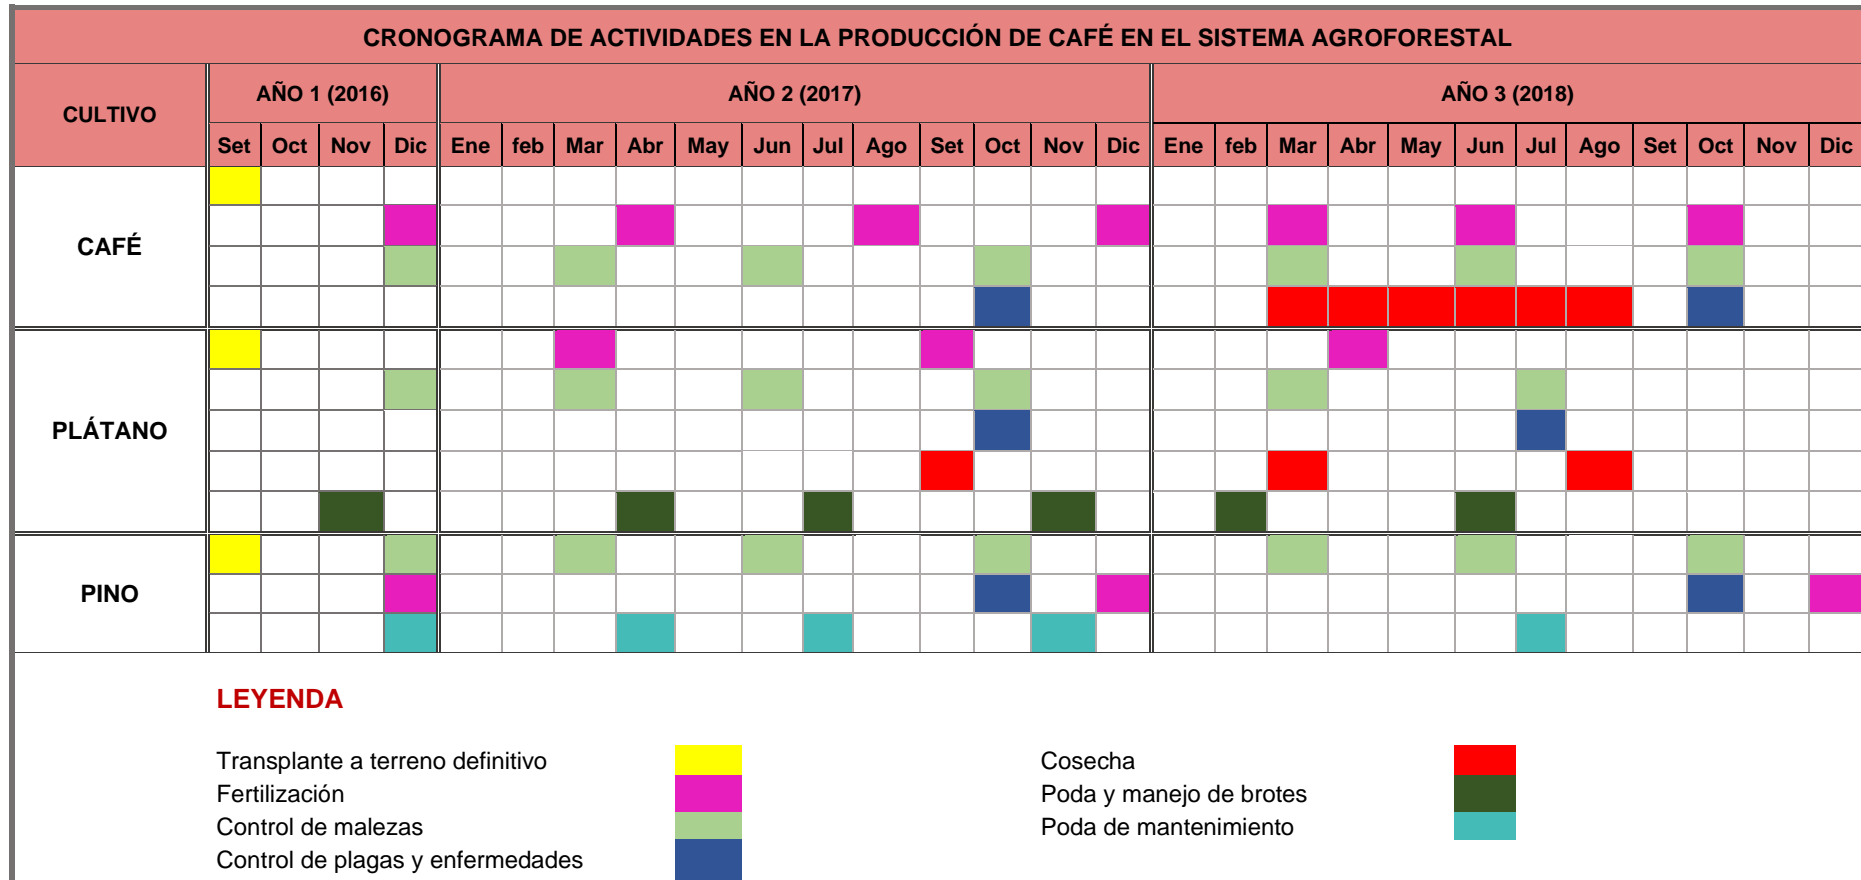 CRONOGRAMA DE ACTIVIDADES EN LA PRODUCCIÓN DE CAFÉ EN EL SISTEMA AGROFORESTAL
CULTIVO AÑO 1 (2016) AÑO 2 (2017) AÑO 3 (2018)
Set Oct Nov Dic Ene feb Mar Abr May Jun Jul Ago Set Oct Nov Dic Ene feb Mar Abr May Jun Jul Ago Set Oct Nov Dic
CAFÉ
PLÁTANO
PINO
LEYENDA
Transplante a terreno definitivo
Fertilización
Control de malezas
Control de plagas y enfermedades
Cosecha
Poda y manejo de brotes
Poda de mantenimiento